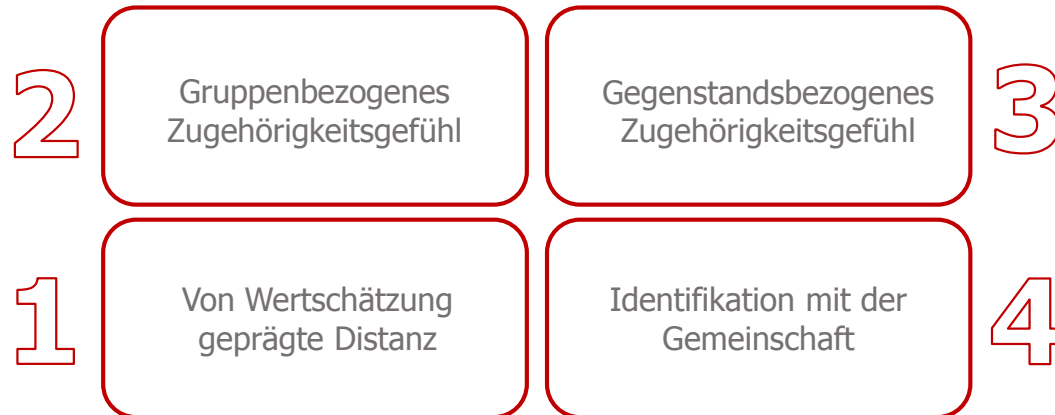 2
Gruppenbezogenes
Zugehörigkeitsgefühl
Gegenstandsbezogenes
Zugehörigkeitsgefühl
3
1
Von Wertschätzung
geprägte Distanz
Identifikation mit der
Gemeinschaft
4